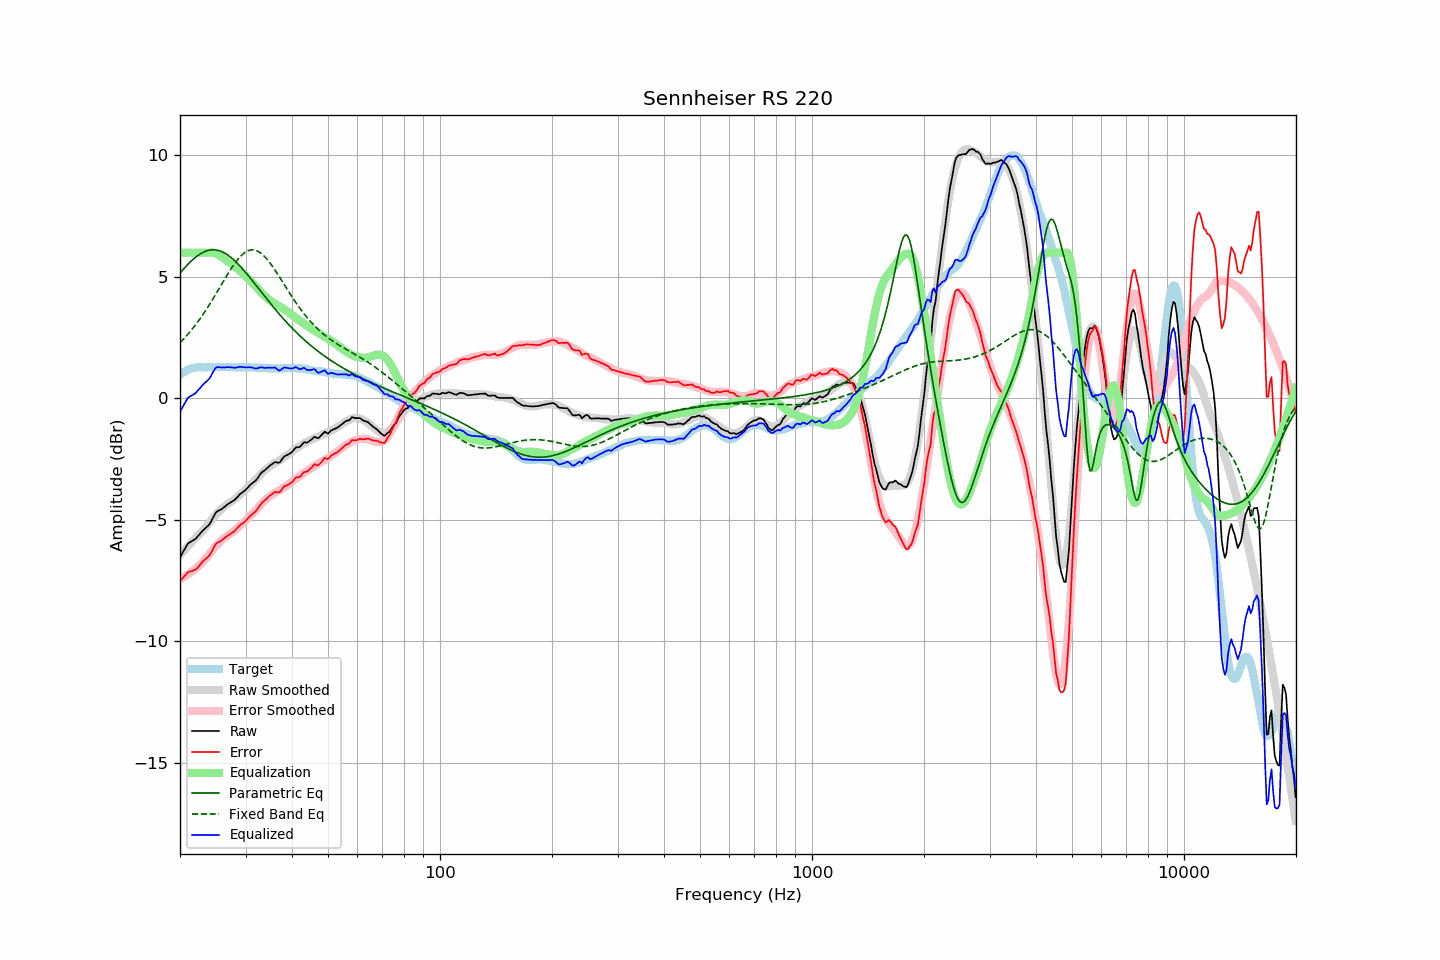 Sennheiser RS 220
Amplitude (dBr)
10
5
0
−5
−10
−15
Target
Raw Smoothed
Error Smoothed
Raw
Error
Equalization
Parametric Eq
Fixed Band Eq
Equalized
100
1000
10000
Frequency (Hz)